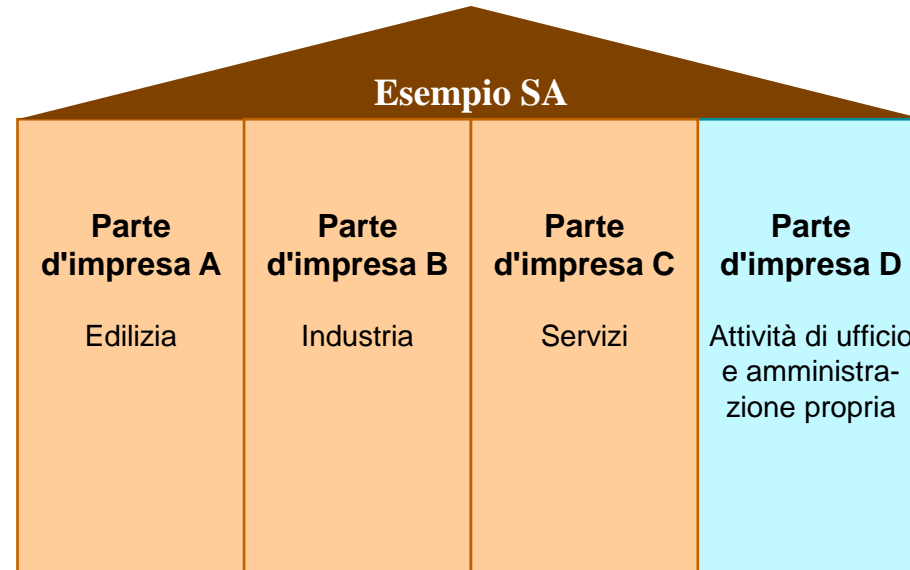 Esempio SA
Parte
d'impresa A
Edilizia
Parte
d'impresa B
Industria
Parte
d'impresa C
Servizi
Parte
d'impresa D
Attività di ufficio
e amministra-
zione propria